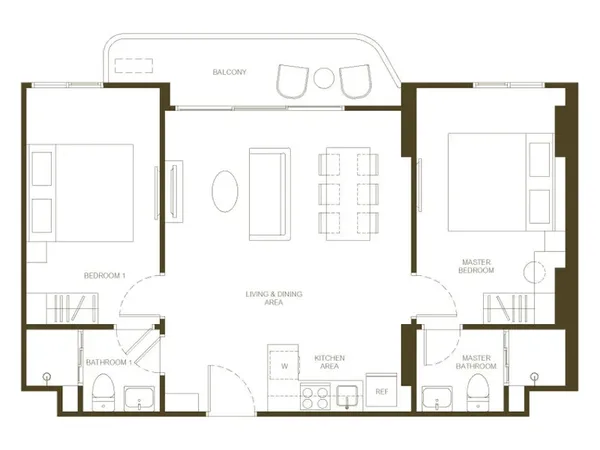 BALCONY
BEDROOM 1
MASTER
BEDROOM
LIVING & DINING
AREA
BATHROOM 1
W
KITCHEN
AREA
REF
MASTER
BATHROOM